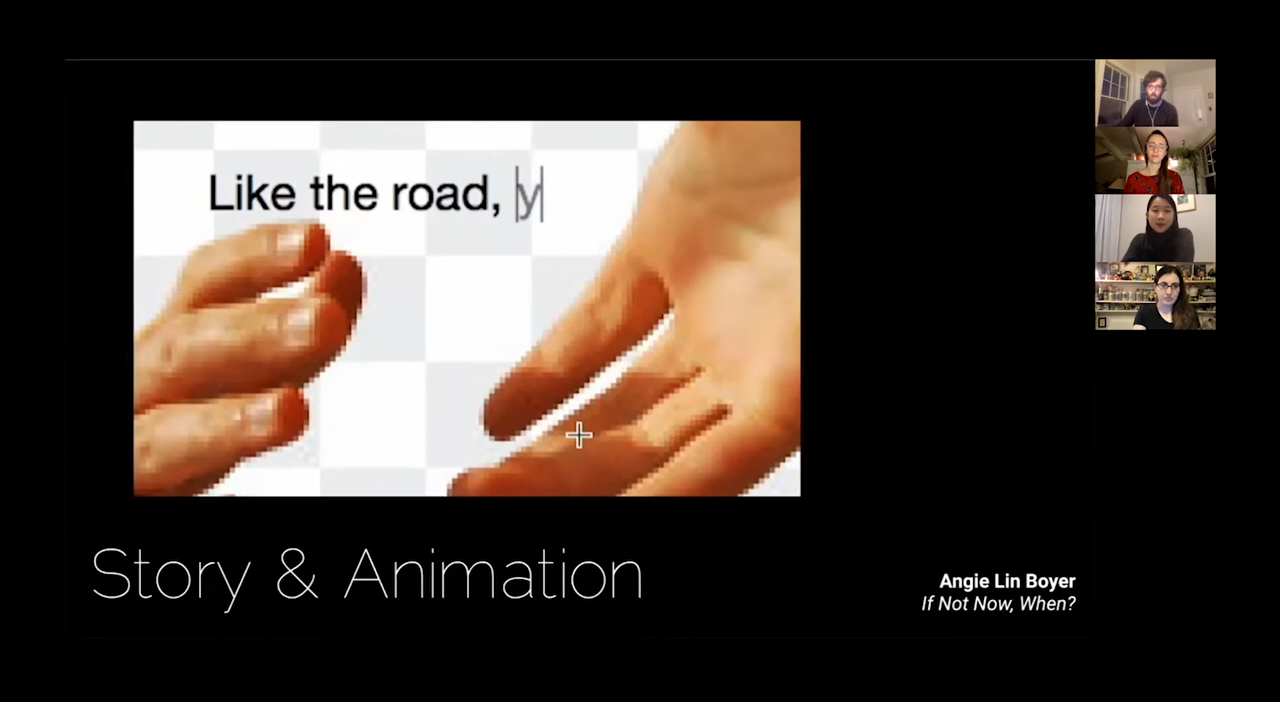 Like the road, y
Story & Animation
Angie Lin Boyer
If Not Now, When?